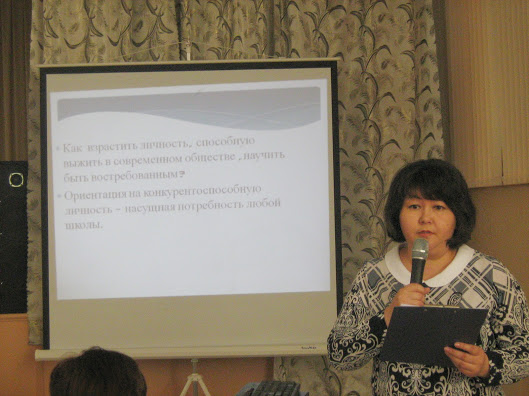 • Как взрастить личность, способную
выжить в современном обществе , научить
быть востребованным?
• Ориентация на конкурентоспособную
личность – насущная потребность любой
школы.